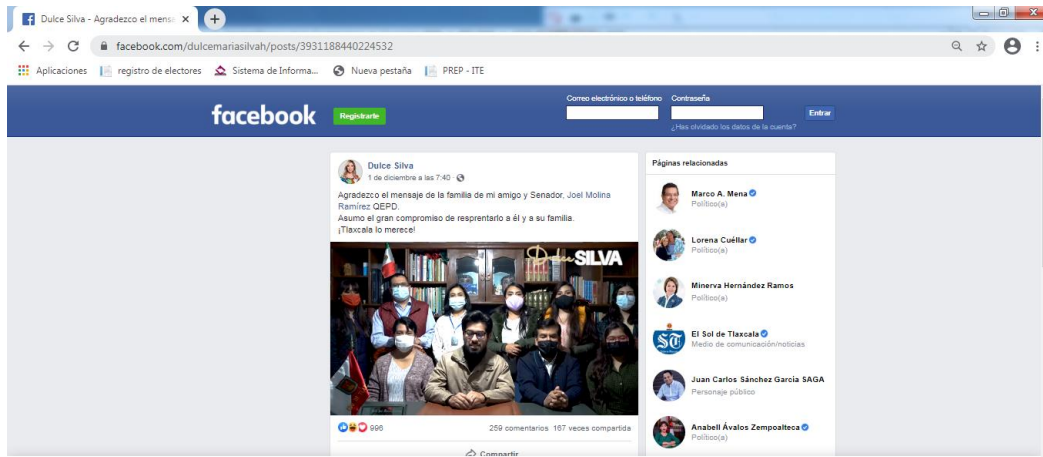 Dulce Silva - Agradezco el mensa
facebook.com/dulcemariasilvah/posts/3931188440224532
Aplicaciones
registro de electores
Sistema de Informa...
Nueva pestaña
PREP - ITE
facebook
Registrarte
Correo electrónico o teléfono
Contraseña
Entrar
¿Has olvidado los datos de la cuenta?
Dulce Silva
1 de diciembre a las 7:40 ·
Agradezco el mensaje de la familia de mi amigo y Senador, Joel Molina
Ramírez QEPD.
Asumo el gran compromiso de resprentarlo a él y a su familia.
¡Tlaxcala lo merece!
Dulce SILVA
996
259 comentarios 167 veces compartida
Compartir
Páginas relacionadas
Marco A. Mena
Político(a)
Lorena Cuéllar
Político(a)
Minerva Hernández Ramos
Político(a)
ST
El Sol de Tlaxcala
Medio de comunicación/noticias
Juan Carlos Sánchez García SAGA
Personaje público
Anabell Ávalos Zempoalteca
Político(a)